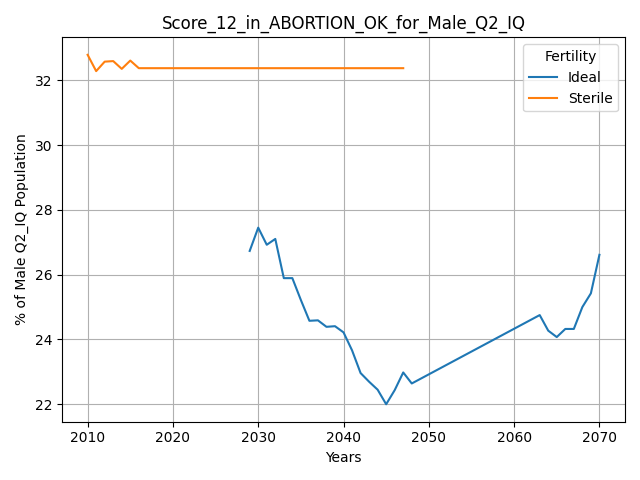 Score_12_in_ABORTION_OK_for_Male_Q2_IQ
Fertility
Ideal
Sterile
% of Male Q2_IQ Population
32
30
28
26
24
22
2010 2020 2030 2040 2050 2060 2070
Years